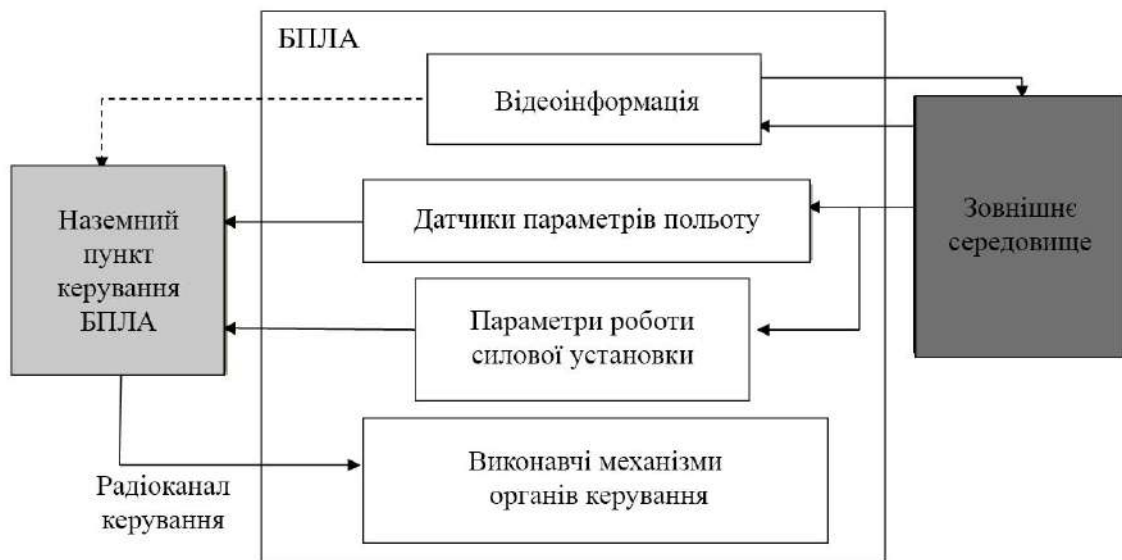 БПЛА
Відеоінформація
Наземний
пункт
керування
БПЛА
Датчики параметрів польоту
Зовнішнє
середовище
Параметри роботи
силової установки
Виконавчі механізми
органів керування
Радіоканал
керування